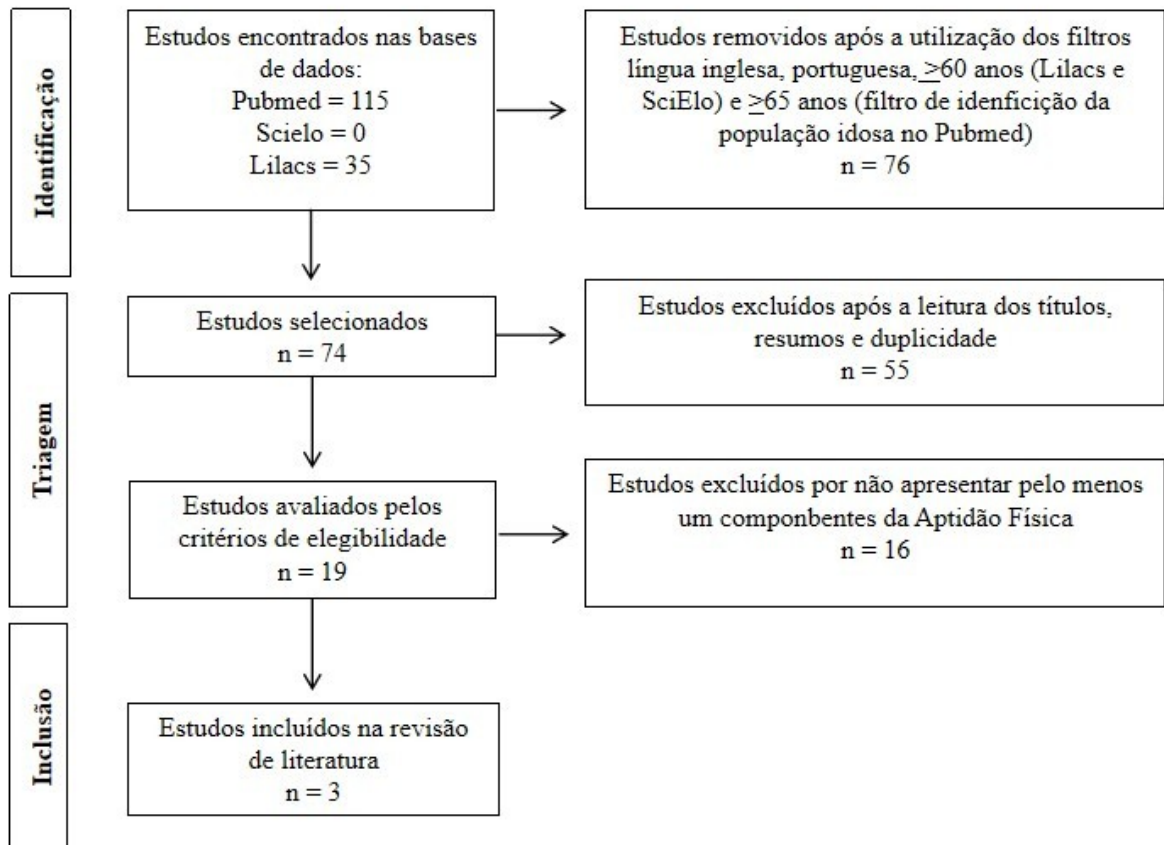 Identificação
Estudos encontrados nas bases
de dados:
Pubmed = 115
Scielo = 0
Lilacs = 35
Estudos removidos após a utilização dos filtros
língua inglesa, portuguesa, ≥60 anos (Lilacs e
SciElo) e ≥65 anos (filtro de idenficição da
população idosa no Pubmed)
n = 76
Triagem
Estudos selecionados
n = 74
Estudos excluídos após a leitura dos títulos,
resumos e duplicidade
n = 55
Estudos avaliados pelos
critérios de elegibilidade
n = 19
Estudos excluídos por não apresentar pelo menos
um componbentes da Aptidão Física
n = 16
Inclusão
Estudos incluídos na revisão
de literatura
n = 3